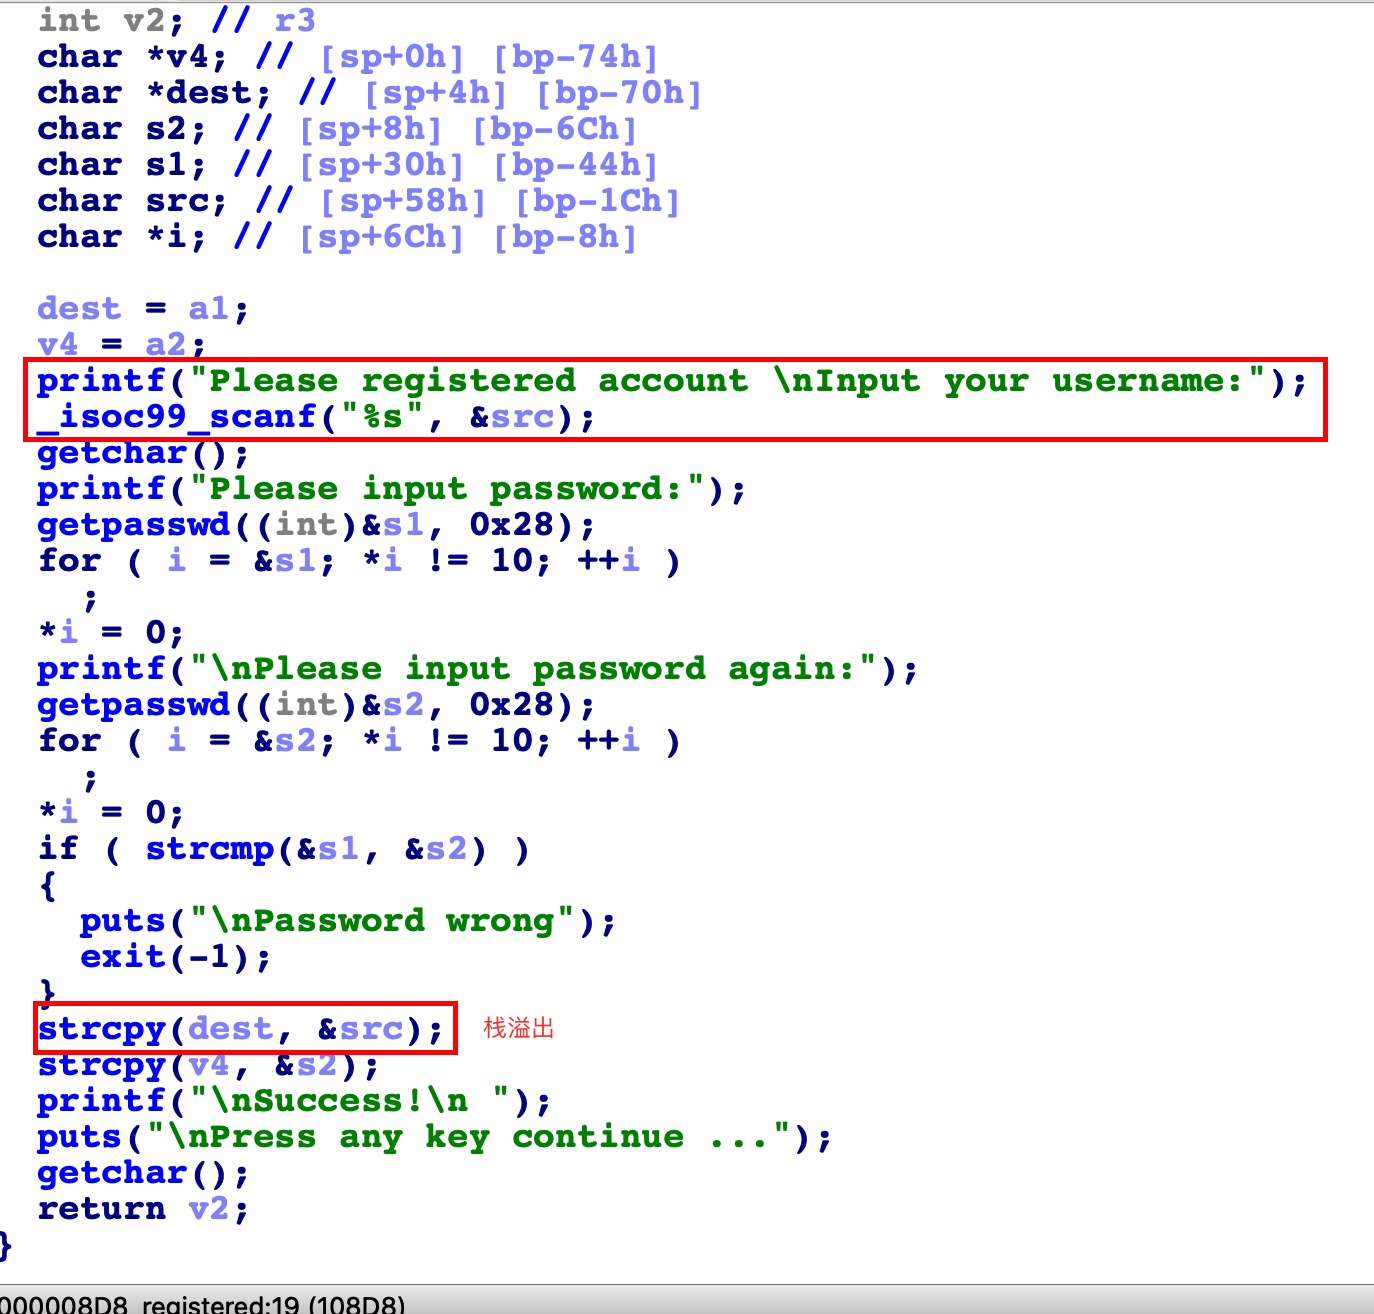 int v2; // r3
char *v4; // [sp+0h] [bp-74h]
char *dest; // [sp+4h] [bp-70h]
char s2; // [sp+8h] [bp-6Ch]
char s1; // [sp+30h] [bp-44h]
char src; // [sp+58h] [bp-1Ch]
char *i; // [sp+6Ch] [bp-8h]
dest = a1;
v4 = a2;
printf("Please registered account \nInput your username:");
_isoc99_scanf("%s", &src);
getchar();
printf("Please input password:");
getpasswd((int)&s1, 0x28);
for ( i = &s1; *i != 10; ++i )
;
*i = 0;
printf("\nPlease input password again:");
getpasswd((int)&s2, 0x28);
for ( i = &s2; *i != 10; ++i )
;
*i = 0;
if ( strcmp(&s1, &s2) )
{
puts("\nPassword wrong");
exit(-1);
}
strcpy(dest, &src); 栈溢出
strcpy(v4, &s2);
printf("\nSuccess!\n ");
puts("\nPress any key continue ...");
getchar();
return v2;
}
000008D8 registered:19 (108D8)